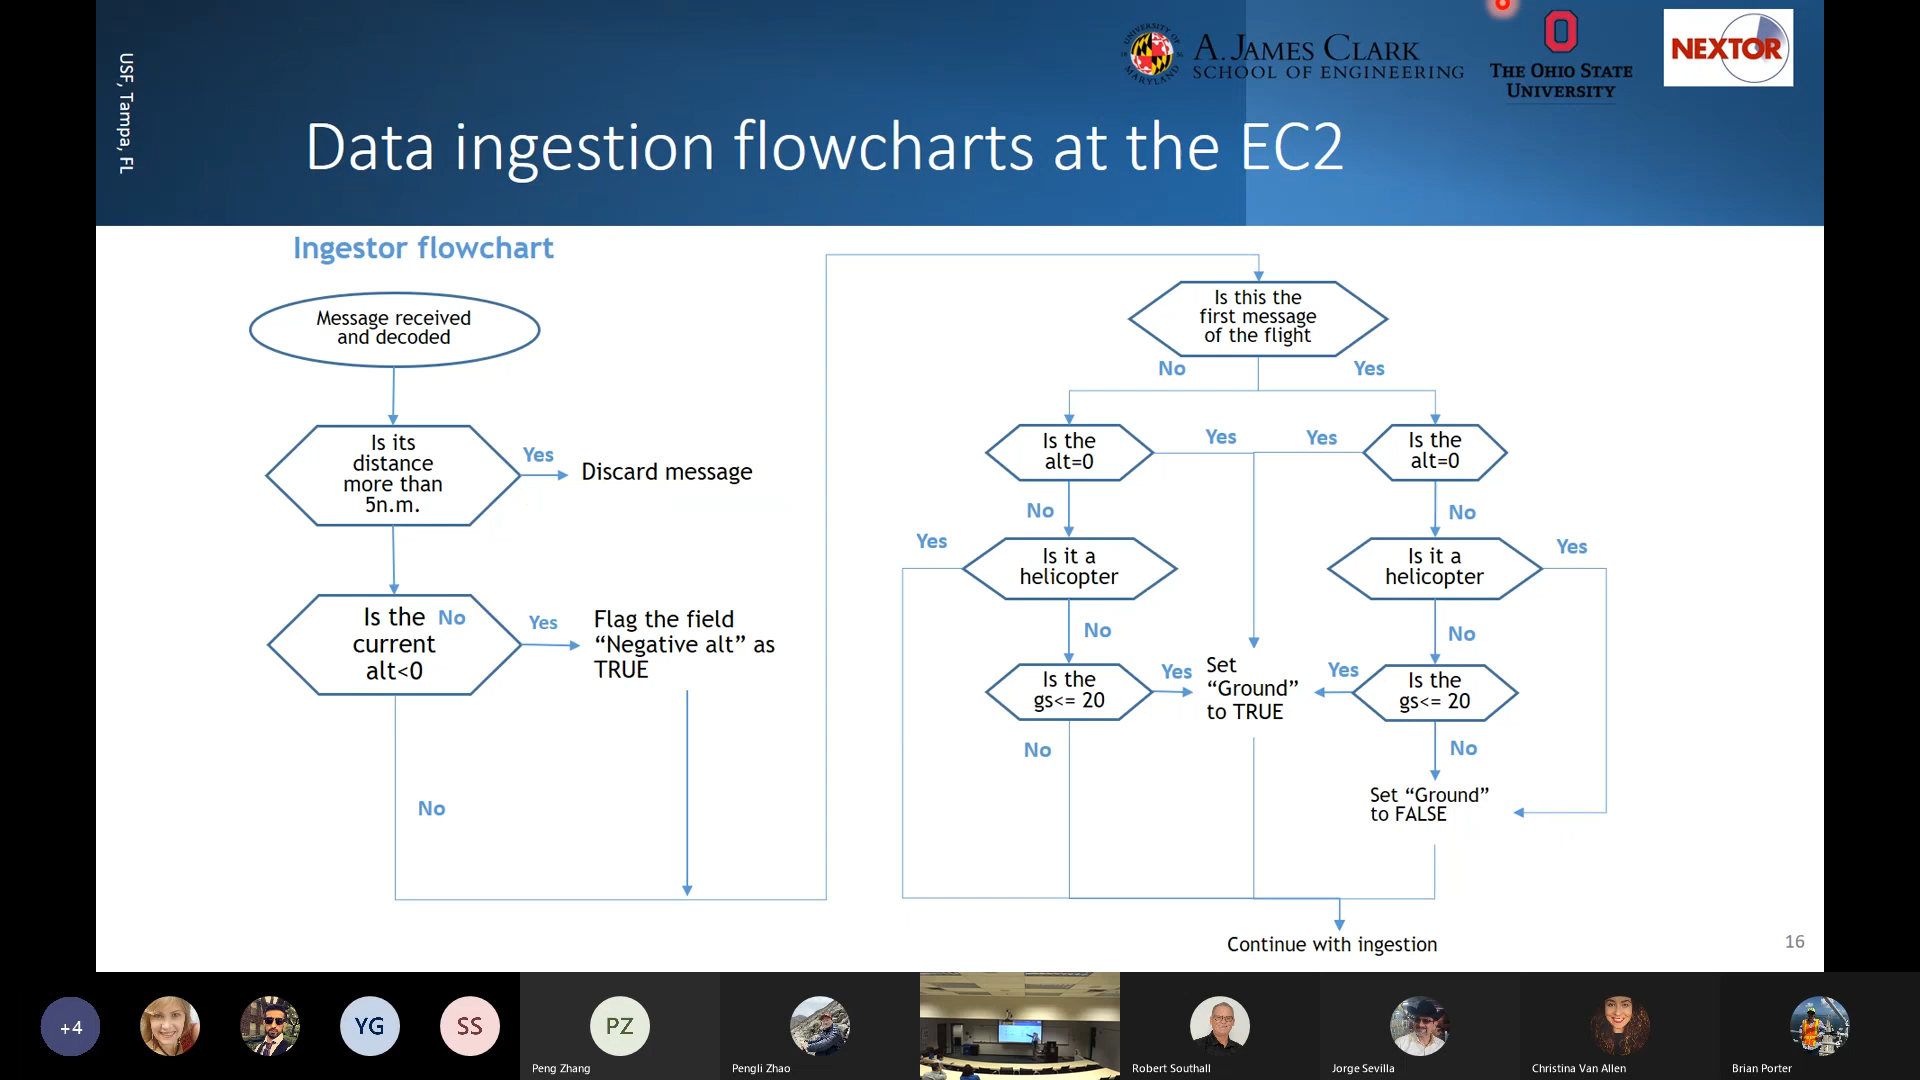 USF, Tampa, FL
UNIVERSITY OF
MARYLAND
A. JAMES CLARK
SCHOOL OF ENGINEERING
THE OHIO STATE
UNIVERSITY
NEXTOR
Data ingestion flowcharts at the EC2
Ingestor flowchart
Message received
and decoded
Is its
distance
more than
5n.m.
Yes
Discard message
No
Is the
current
alt<0
Yes
Flag the field
“Negative alt” as
TRUE
No
Is this the
first message
of the flight
No
Yes
Is the
alt=0
Yes
Yes
Is the
alt=0
No
No
Yes
Is it a
helicopter
Is it a
helicopter
Yes
No
No
Is the
gs<= 20
Yes
Set
“Ground”
to TRUE
Yes
Is the
gs<= 20
No
No
Set “Ground”
to FALSE
Continue with ingestion
16
+4
YG
SS
PZ
Peng Zhang
Pengli Zhao
Robert Southall
Jorge Sevilla
Christina Van Allen
Brian Porter